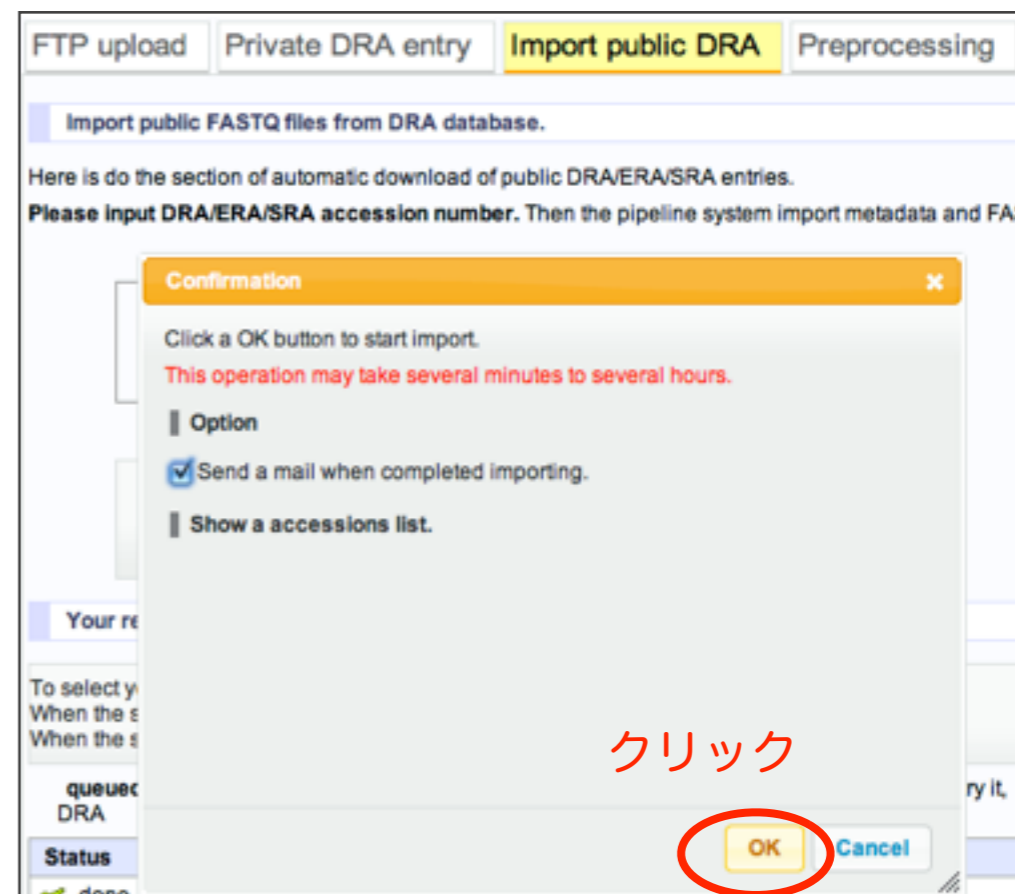 FTP upload Private DRA entry Import public DRA Preprocessing
Import public FASTQ files from DRA database.
Here is do the section of automatic download of public DRA/ERA/SRA entries.
Please input DRA/ERA/SRA accession number. Then the pipeline system import metadata and FA
Confirmation
Click a OK button to start import.
This operation may take several minutes to several hours.
Option
Send a mail when completed importing.
Show a accessions list.
Your re
To select y
When the s
When the s
クリック
queued ry it,
DRA
OK Cancel
Status
done